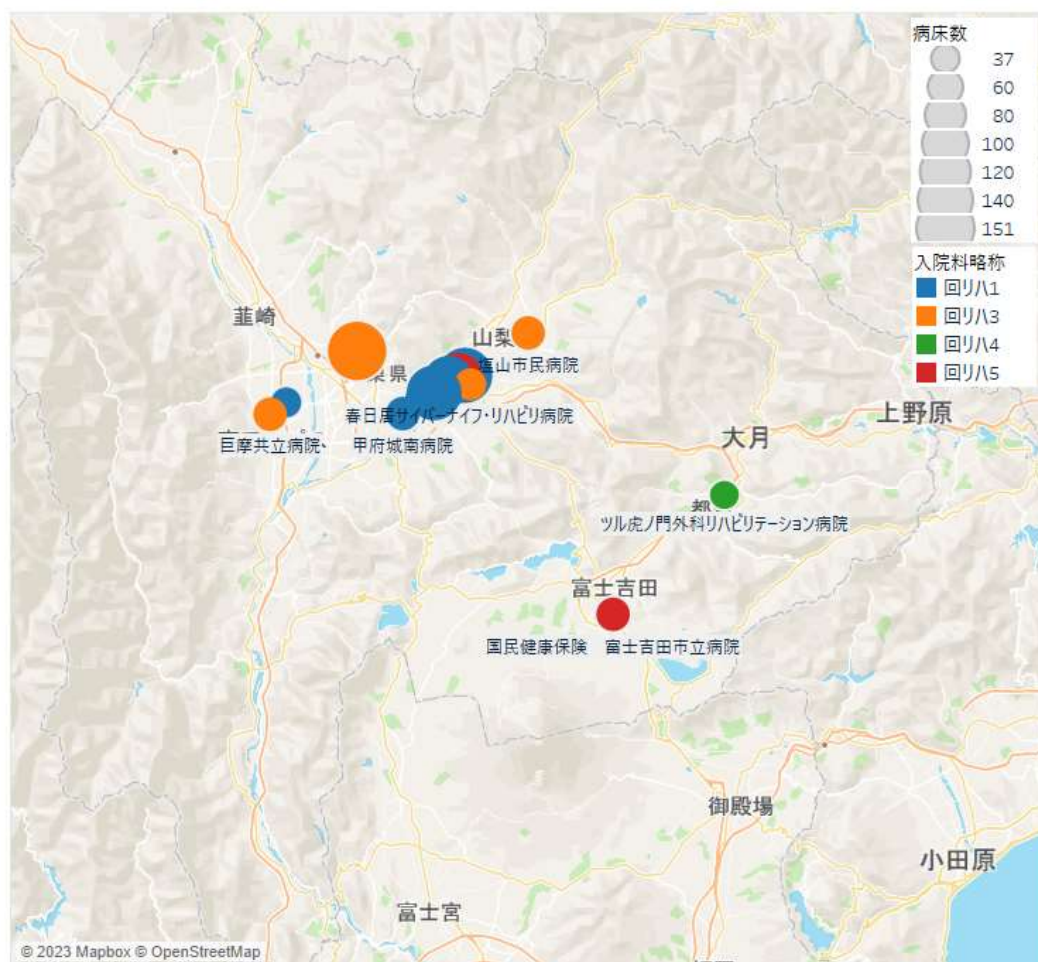 病床数
37
60
80
100
120
140
151
入院料略称
回リハ1
回リハ3
回リハ4
回リハ5
韮崎
山梨
塩山市民病院
梨県
春日居サイバーナイフ・リハビリ病院
上野原
巨摩共立病院、
甲府城南病院
大月
都
ツル虎ノ門外科リハビリテーション病院
富士吉田
国民健康保険　富士吉田市立病院
御殿場
小田原
富士宮
© 2023 Mapbox © OpenStreetMap